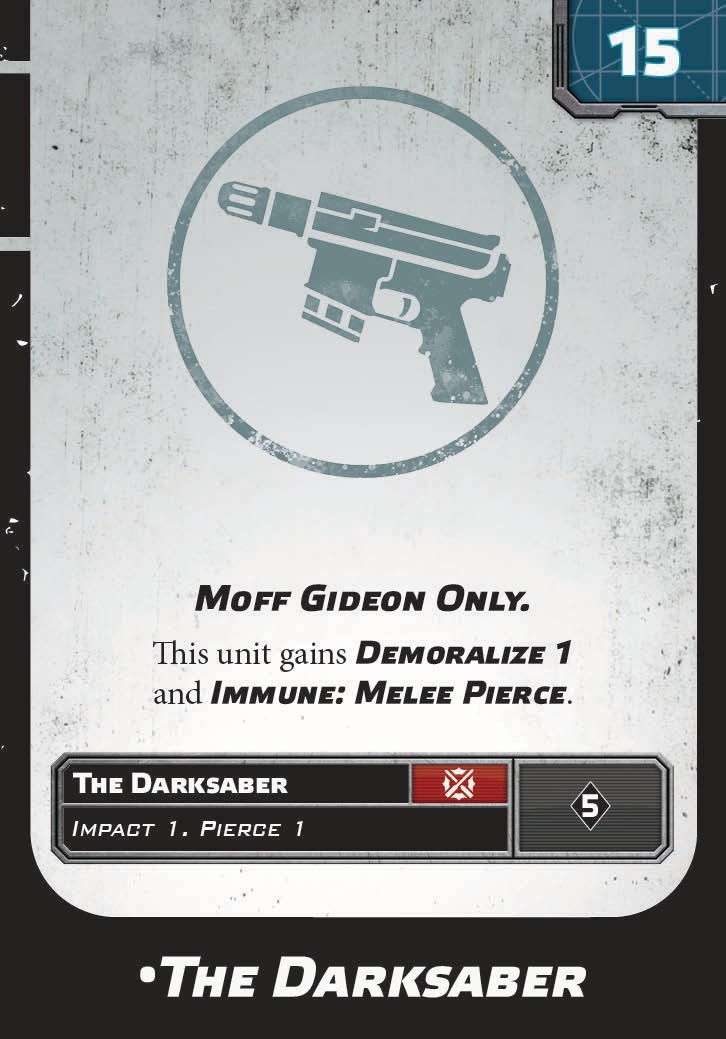 15
Moff Gideon Only.
This unit gains Demoralize 1
and Immune: Melee Pierce.
The Darksaber
5
Impact 1, Pierce 1
•The Darksaber